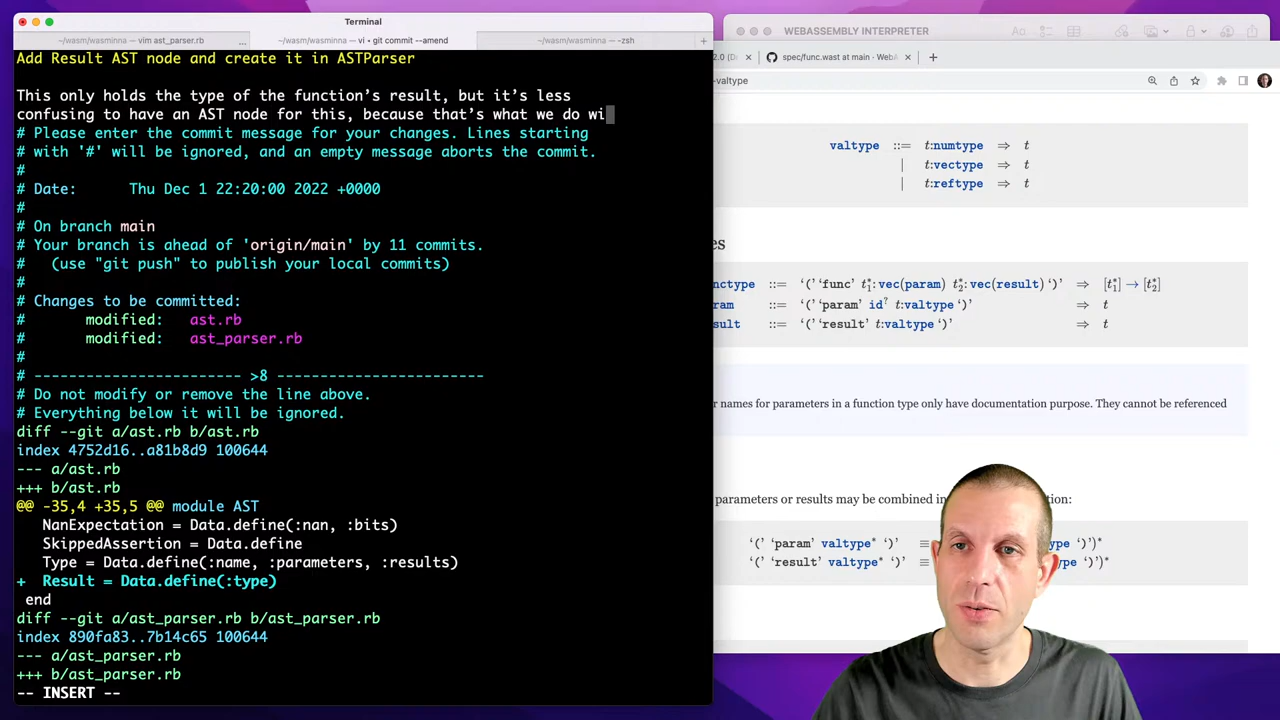 Terminal
WEBASSEMBLY INTERPRETER
~/wasm/wasminna — vim ast_parser.rb ...
~/wasm/wasminna — vi • git commit --amend
~/wasm/wasminna — -zsh
2.0 (D
spec/func.wast at main · WebA
-valtype
Add Result AST node and create it in ASTParser
This only holds the type of the function’s result, but it’s less
confusing to have an AST node for this, because that’s what we do wi
# Please enter the commit message for your changes. Lines starting
# with '#' will be ignored, and an empty message aborts the commit.
#
# Date:      Thu Dec 1 22:20:00 2022 +0000
#
# On branch main
# Your branch is ahead of 'origin/main' by 11 commits.
#   (use "git push" to publish your local commits)
#
# Changes to be committed:
#       modified:   ast.rb
#       modified:   ast_parser.rb
#
# ------------------------ >8 ------------------------
# Do not modify or remove the line above.
# Everything below it will be ignored.
diff --git a/ast.rb b/ast.rb
index 4752d16..a81b8d9 100644
--- a/ast.rb
+++ b/ast.rb
@@ -35,4 +35,5 @@ module AST
   NanExpectation = Data.define(:nan, :bits)
   SkippedAssertion = Data.define
   Type = Data.define(:name, :parameters, :results)
+  Result = Data.define(:type)
 end
diff --git a/ast_parser.rb b/ast_parser.rb
index 890fa83..7b14c65 100644
--- a/ast_parser.rb
+++ b/ast_parser.rb
-- INSERT --
valtype ::= t:numtype ⇒ t
| t:vectype ⇒ t
| t:reftype ⇒ t
es
nctype ::= ‘(’ ‘func’ t₁*:vec(param) t₂*:vec(result) ‘)’ ⇒ [t₁*] → [t₂*]
ram ::= ‘(’ ‘param’ id? t:valtype ‘)’ ⇒ t
sult ::= ‘(’ ‘result’ t:valtype ‘)’ ⇒ t
r names for parameters in a function type only have documentation purpose. They cannot be referenced
parameters or results may be combined in ion:
‘(’ ‘param’ valtype* ‘)’ ≡ ype ‘)’)*
‘(’ ‘result’ valtype* ‘)’ ≡ type ‘)’)*